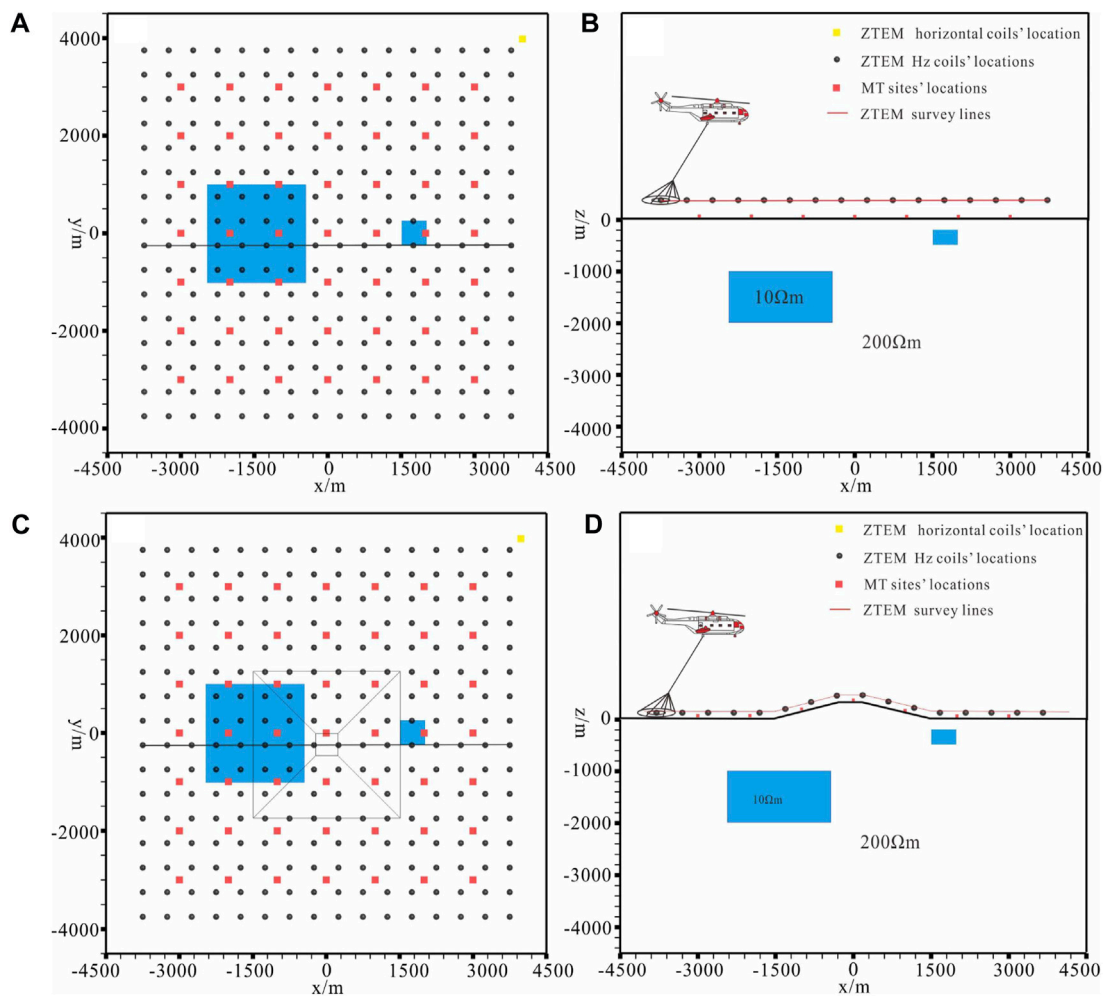 A
4000
2000
0
-2000
-4000
y/m
-4500 -3000 -1500 0 1500 3000 4500
x/m
B
ZTEM horizontal coils' location
ZTEM Hz coils' locations
MT sites' locations
ZTEM survey lines
z/m
0
-1000
-2000
-3000
-4000
10Ωm
200Ωm
-4500 -3000 -1500 0 1500 3000 4500
x/m
C
4000
2000
0
-2000
-4000
y/m
-4500 -3000 -1500 0 1500 3000 4500
x/m
D
ZTEM horizontal coils' location
ZTEM Hz coils' locations
MT sites' locations
ZTEM survey lines
z/m
0
-1000
-2000
-3000
-4000
10Ωm
200Ωm
-4500 -3000 -1500 0 1500 3000 4500
x/m